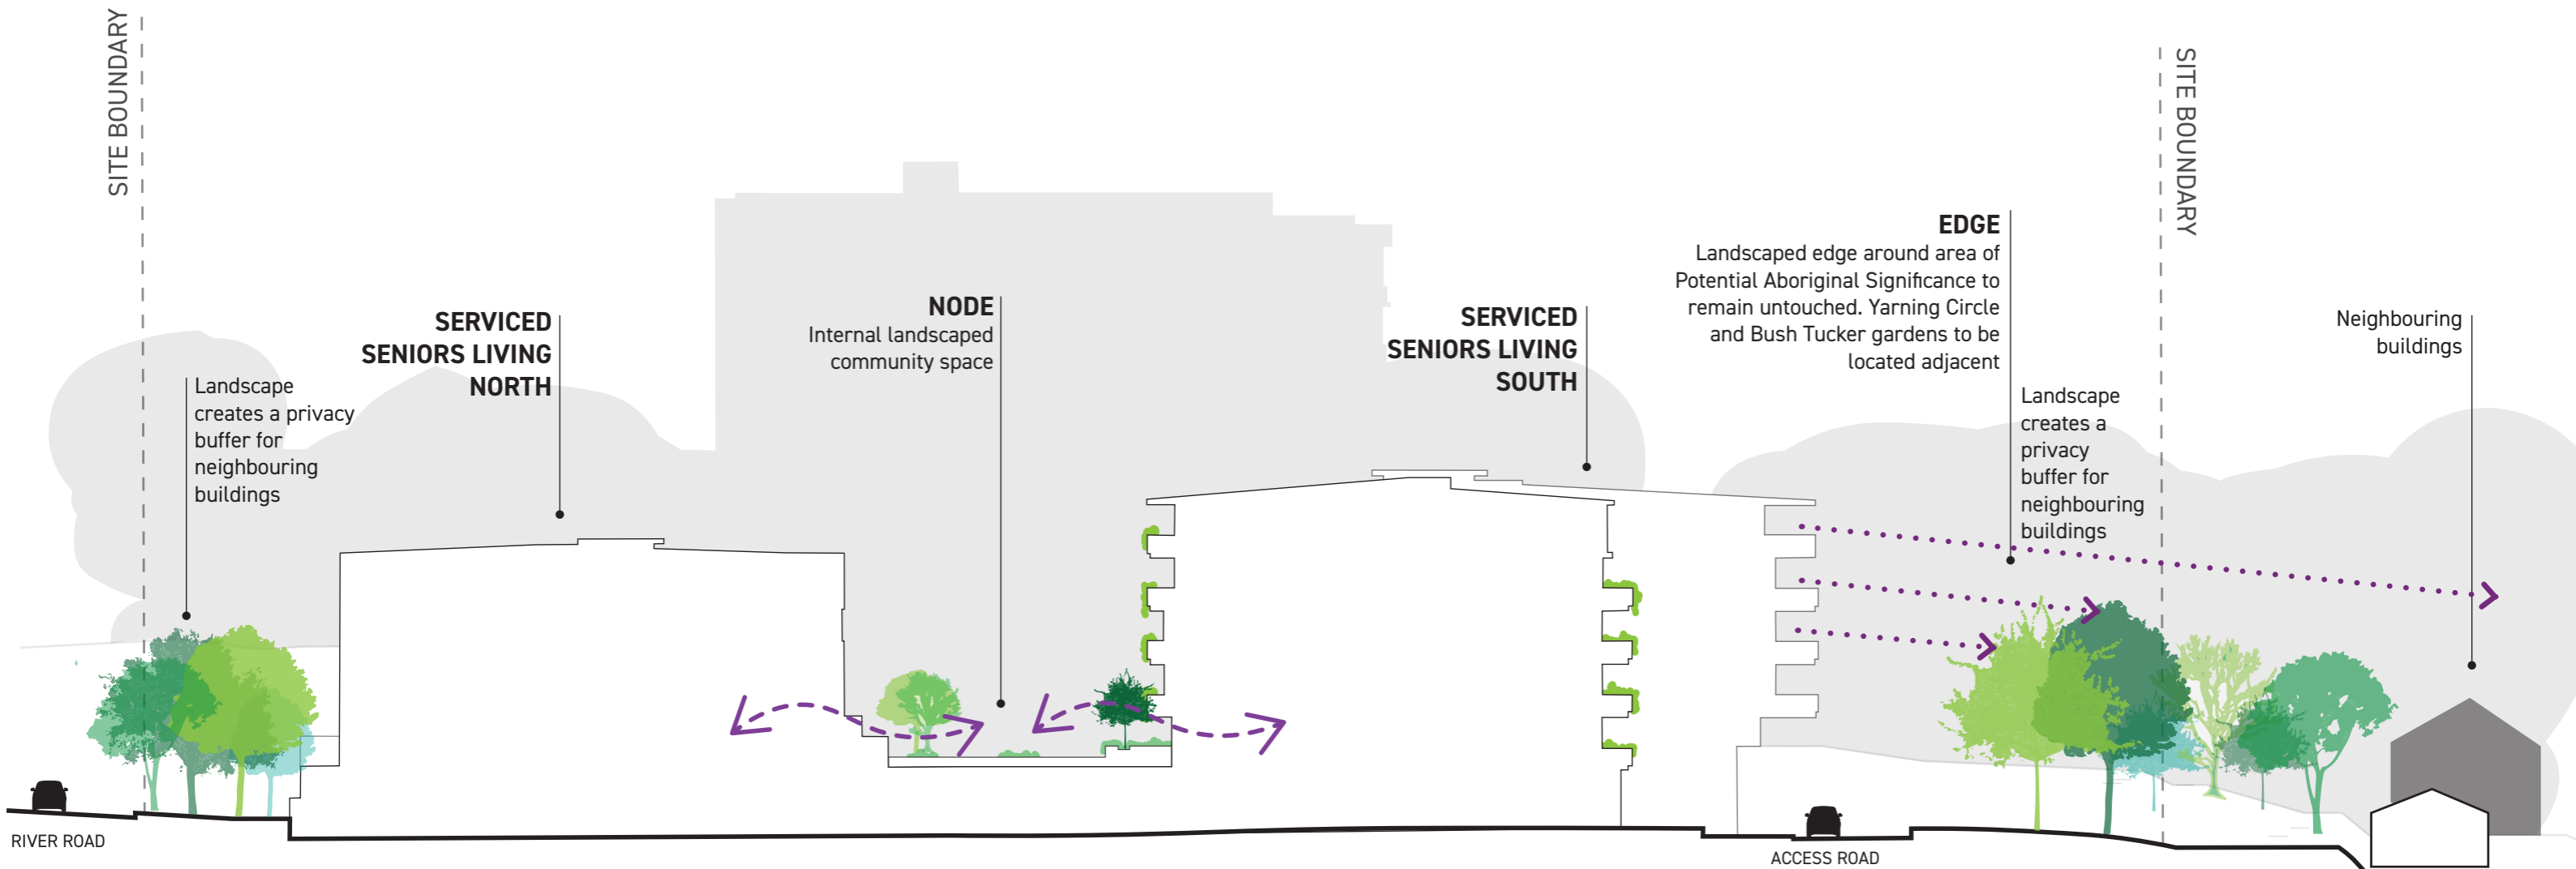 SITE BOUNDARY
Landscape
creates a privacy
buffer for
neighbouring
buildings
SERVICED
SENIORS LIVING
NORTH
NODE
Internal landscaped
community space
SERVICED
SENIORS LIVING
SOUTH
EDGE
Landscaped edge around area of
Potential Aboriginal Significance to
remain untouched. Yarning Circle
and Bush Tucker gardens to be
located adjacent
Landscape
creates a
privacy
buffer for
neighbouring
buildings
SITE BOUNDARY
Neighbouring
buildings
RIVER ROAD
ACCESS ROAD